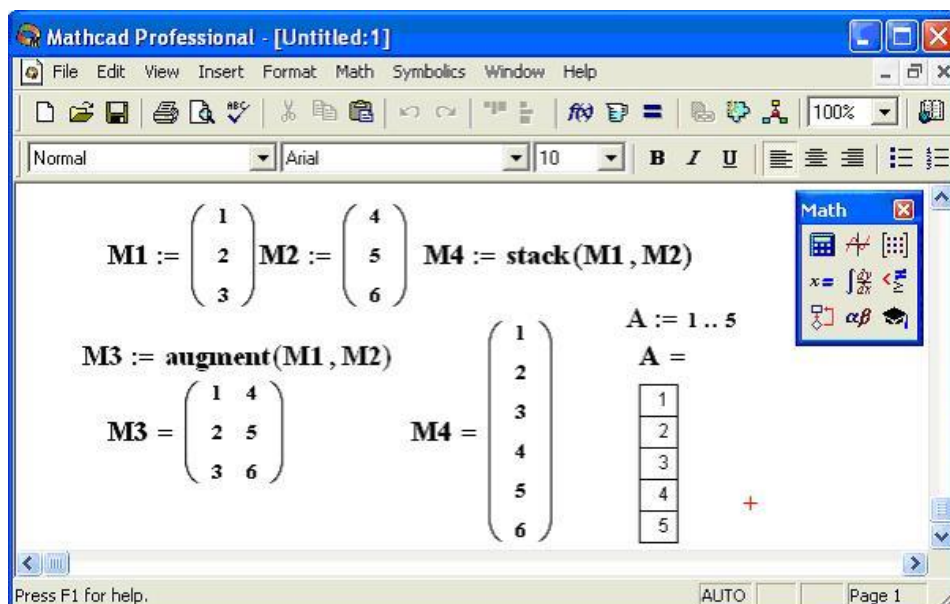 Mathcad Professional - [Untitled:1]
File Edit View Insert Format Math Symbolics Window Help
100%
Normal Arial 10 B I U
M1 := ( 1 2 3 ) M2 := ( 4 5 6 ) M4 := stack(M1 , M2)
Math
A := 1 .. 5
M3 := augment(M1 , M2)
A =
M3 = ( 1 4
2 5
3 6 )
M4 = ( 1 2 3 4 5 6 )
1
2
3
4
5
x= αβ
Press F1 for help. AUTO Page 1